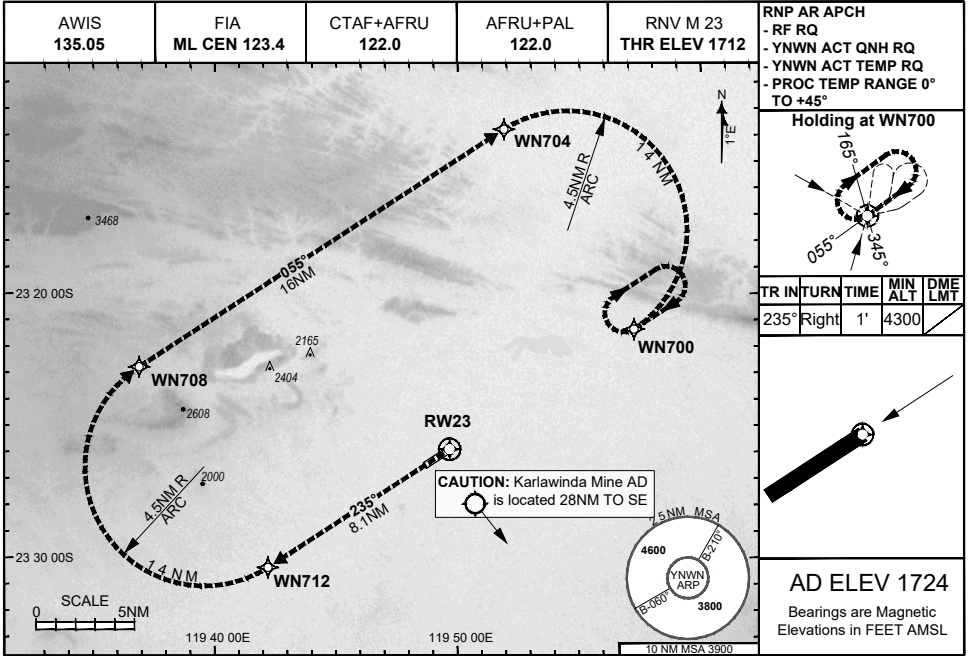 AWIS
135.05
FIA
ML CEN 123.4
CTAF+AFRU
122.0
AFRU+PAL
122.0
RNV M 23
THR ELEV 1712
RNP AR APCH
- RF RQ
- YNWN ACT QNH RQ
- YNWN ACT TEMP RQ
- PROC TEMP RANGE 0°
TO +45°
Holding at WN700
165°
055°
345°
TR IN TURN TIME MIN ALT DME LMT
235° Right 1' 4300
N
1°E
WN704
14 NM
4.5NM R
ARC
3468
055°
16NM
23 20 00S
WN700
2165
2404
WN708
2608
RW23
2000
4.5NM R
ARC
CAUTION: Karlawinda Mine AD
is located 28NM TO SE
235°
8.1NM
23 30 00S
14 NM
WN712
25NM MSA
4600
B-210°
YNWN
ARP
B-060°
3800
10 NM MSA 3900
SCALE
0 5NM
119 40 00E
119 50 00E
AD ELEV 1724
Bearings are Magnetic
Elevations in FEET AMSL